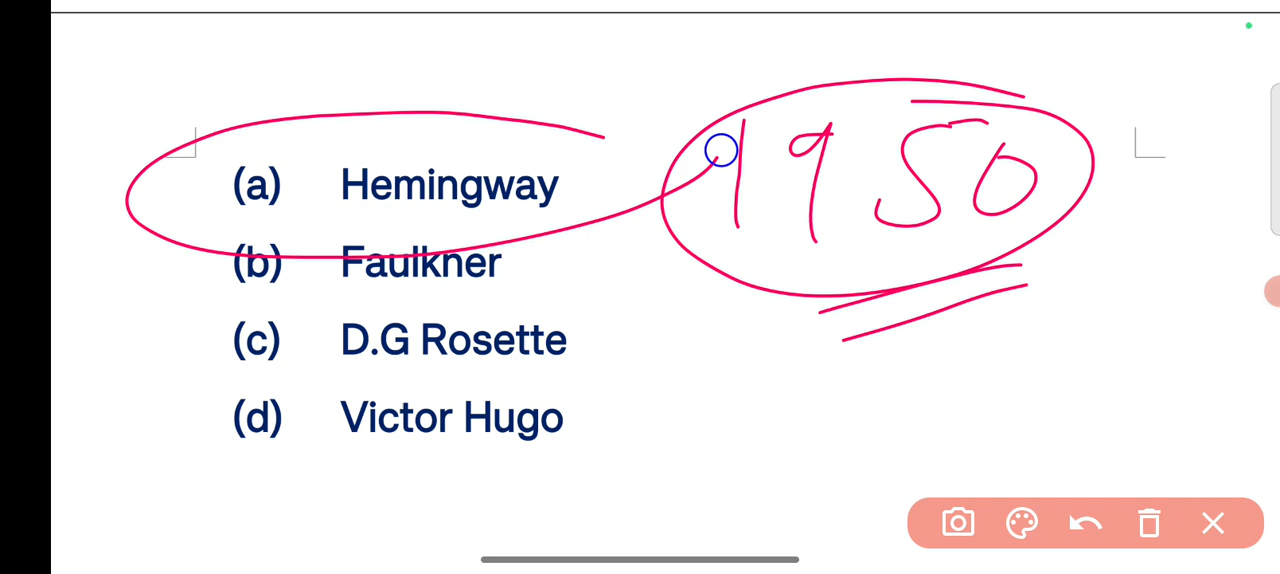 (a) Hemingway 1950
(b) Faulkner
(c) D.G Rosette
(d) Victor Hugo